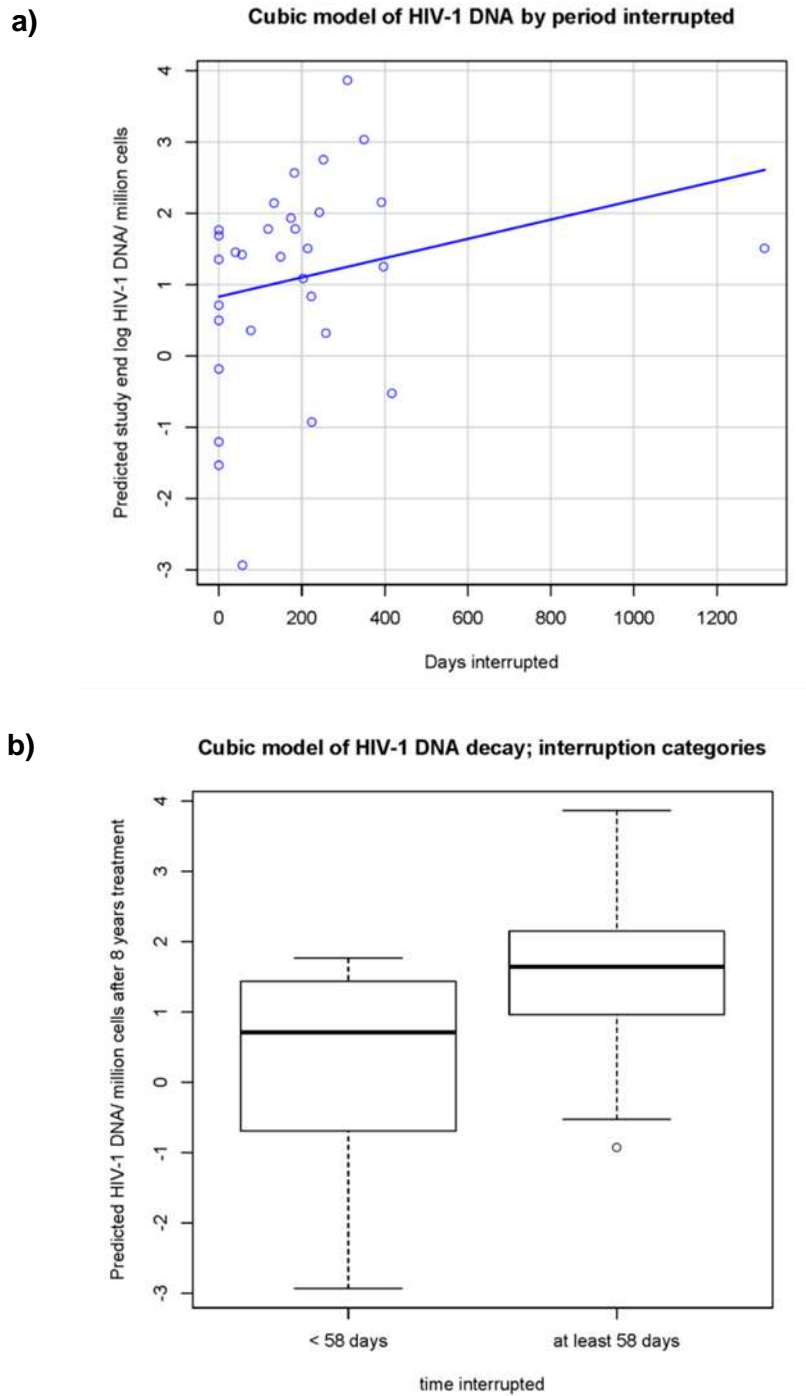 a)
Cubic model of HIV-1 DNA by period interrupted
Predicted study end log HIV-1 DNA/ million cells
4
3
2
1
0
-1
-2
-3
0 200 400 600 800 1000 1200
Days interrupted
b)
Cubic model of HIV-1 DNA decay; interruption categories
Predicted HIV-1 DNA/ million cells after 8 years treatment
4
3
2
1
0
-1
-2
-3
< 58 days at least 58 days
time interrupted